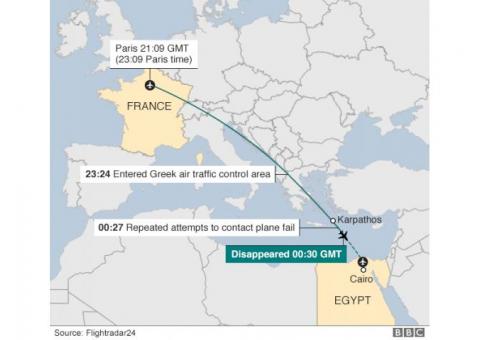 Paris 21:09 GMT
(23:09 Paris time)
FRANCE
23:24 Entered Greek air traffic control area
Karpathos
00:27 Repeated attempts to contact plane fail
Disappeared 00:30 GMT
Cairo
EGYPT
Source: Flightradar24
BBC